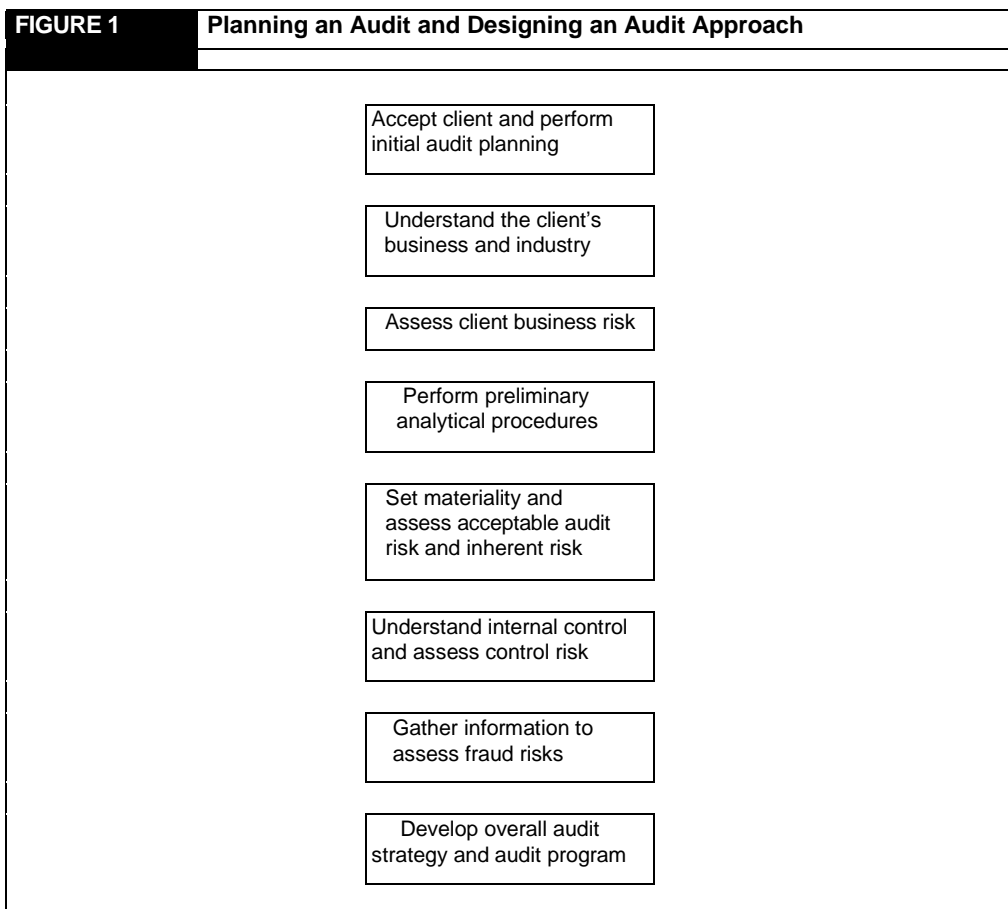 FIGURE 1 Planning an Audit and Designing an Audit Approach
Accept client and perform
initial audit planning
Understand the client's
business and industry
Assess client business risk
Perform preliminary
analytical procedures
Set materiality and
assess acceptable audit
risk and inherent risk
Understand internal control
and assess control risk
Gather information to
assess fraud risks
Develop overall audit
strategy and audit program